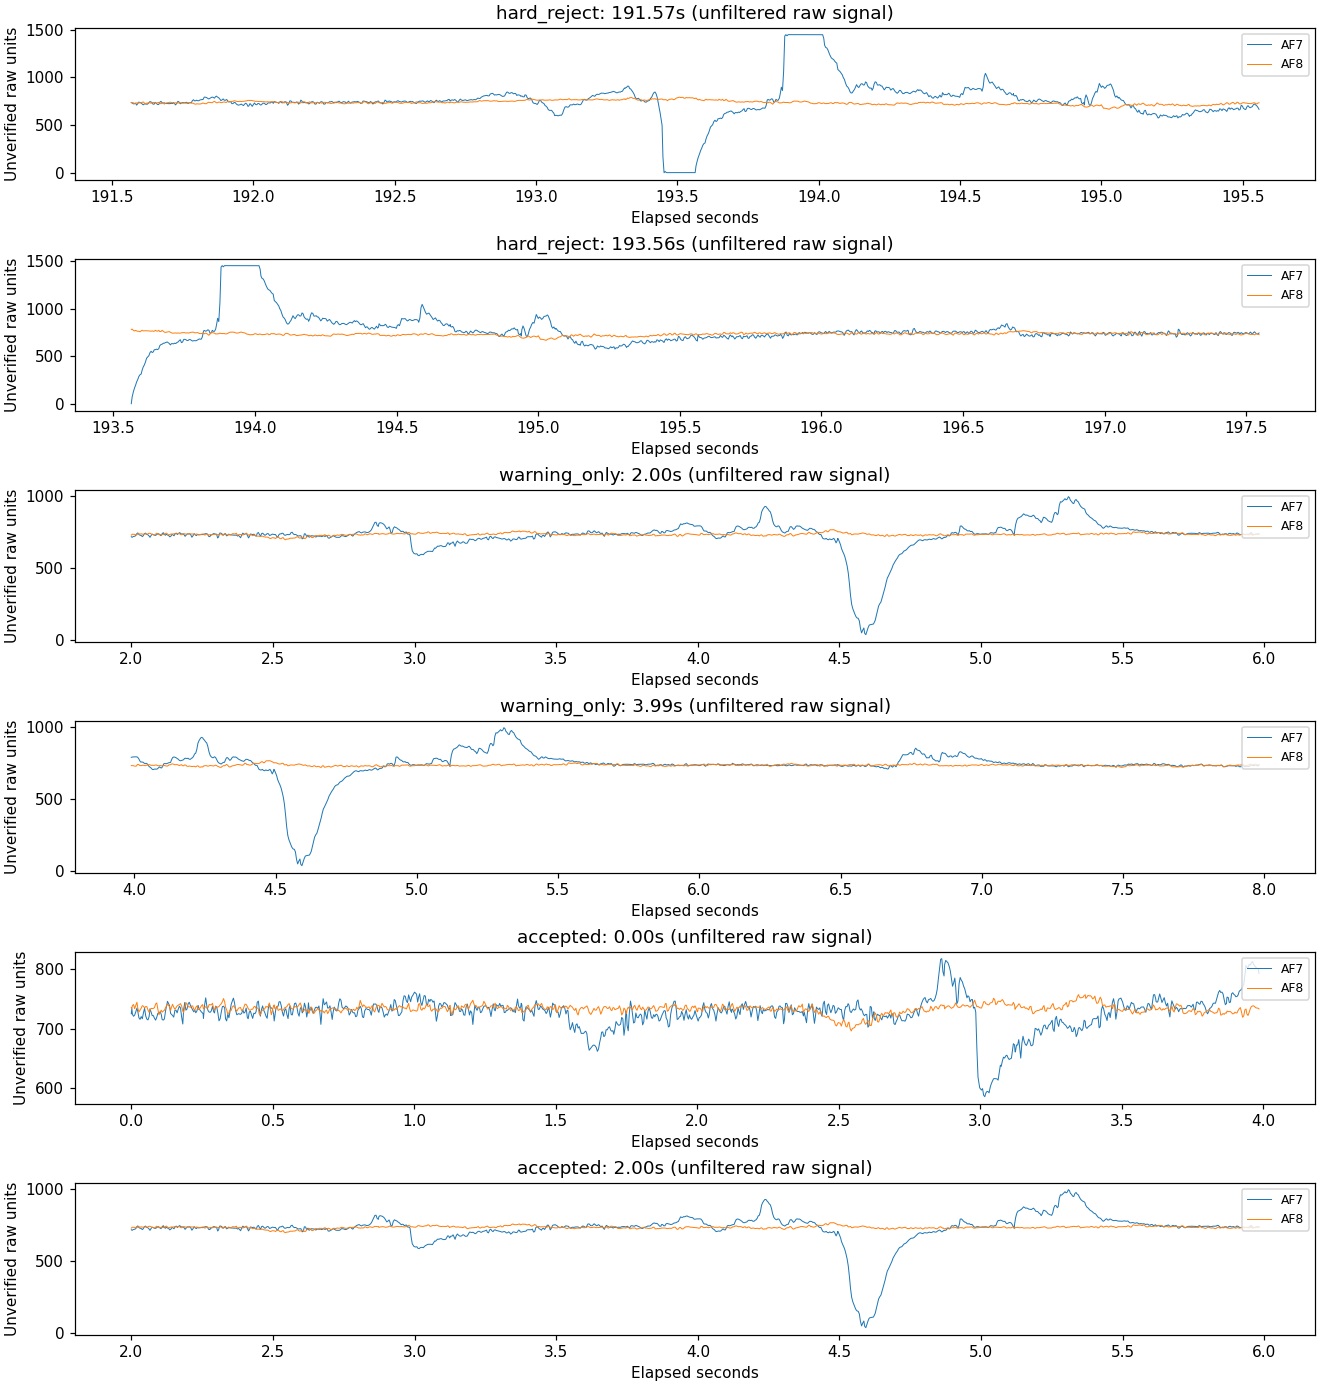 hard_reject: 191.57s (unfiltered raw signal)
Unverified raw units
1500
1000
500
0
AF7
AF8
191.5 192.0 192.5 193.0 193.5 194.0 194.5 195.0 195.5
Elapsed seconds
hard_reject: 193.56s (unfiltered raw signal)
Unverified raw units
1500
1000
500
0
AF7
AF8
193.5 194.0 194.5 195.0 195.5 196.0 196.5 197.0 197.5
Elapsed seconds
warning_only: 2.00s (unfiltered raw signal)
Unverified raw units
1000
500
0
AF7
AF8
2.0 2.5 3.0 3.5 4.0 4.5 5.0 5.5 6.0
Elapsed seconds
warning_only: 3.99s (unfiltered raw signal)
Unverified raw units
1000
500
0
AF7
AF8
4.0 4.5 5.0 5.5 6.0 6.5 7.0 7.5 8.0
Elapsed seconds
accepted: 0.00s (unfiltered raw signal)
Unverified raw units
800
700
600
AF7
AF8
0.0 0.5 1.0 1.5 2.0 2.5 3.0 3.5 4.0
Elapsed seconds
accepted: 2.00s (unfiltered raw signal)
Unverified raw units
1000
500
0
AF7
AF8
2.0 2.5 3.0 3.5 4.0 4.5 5.0 5.5 6.0
Elapsed seconds